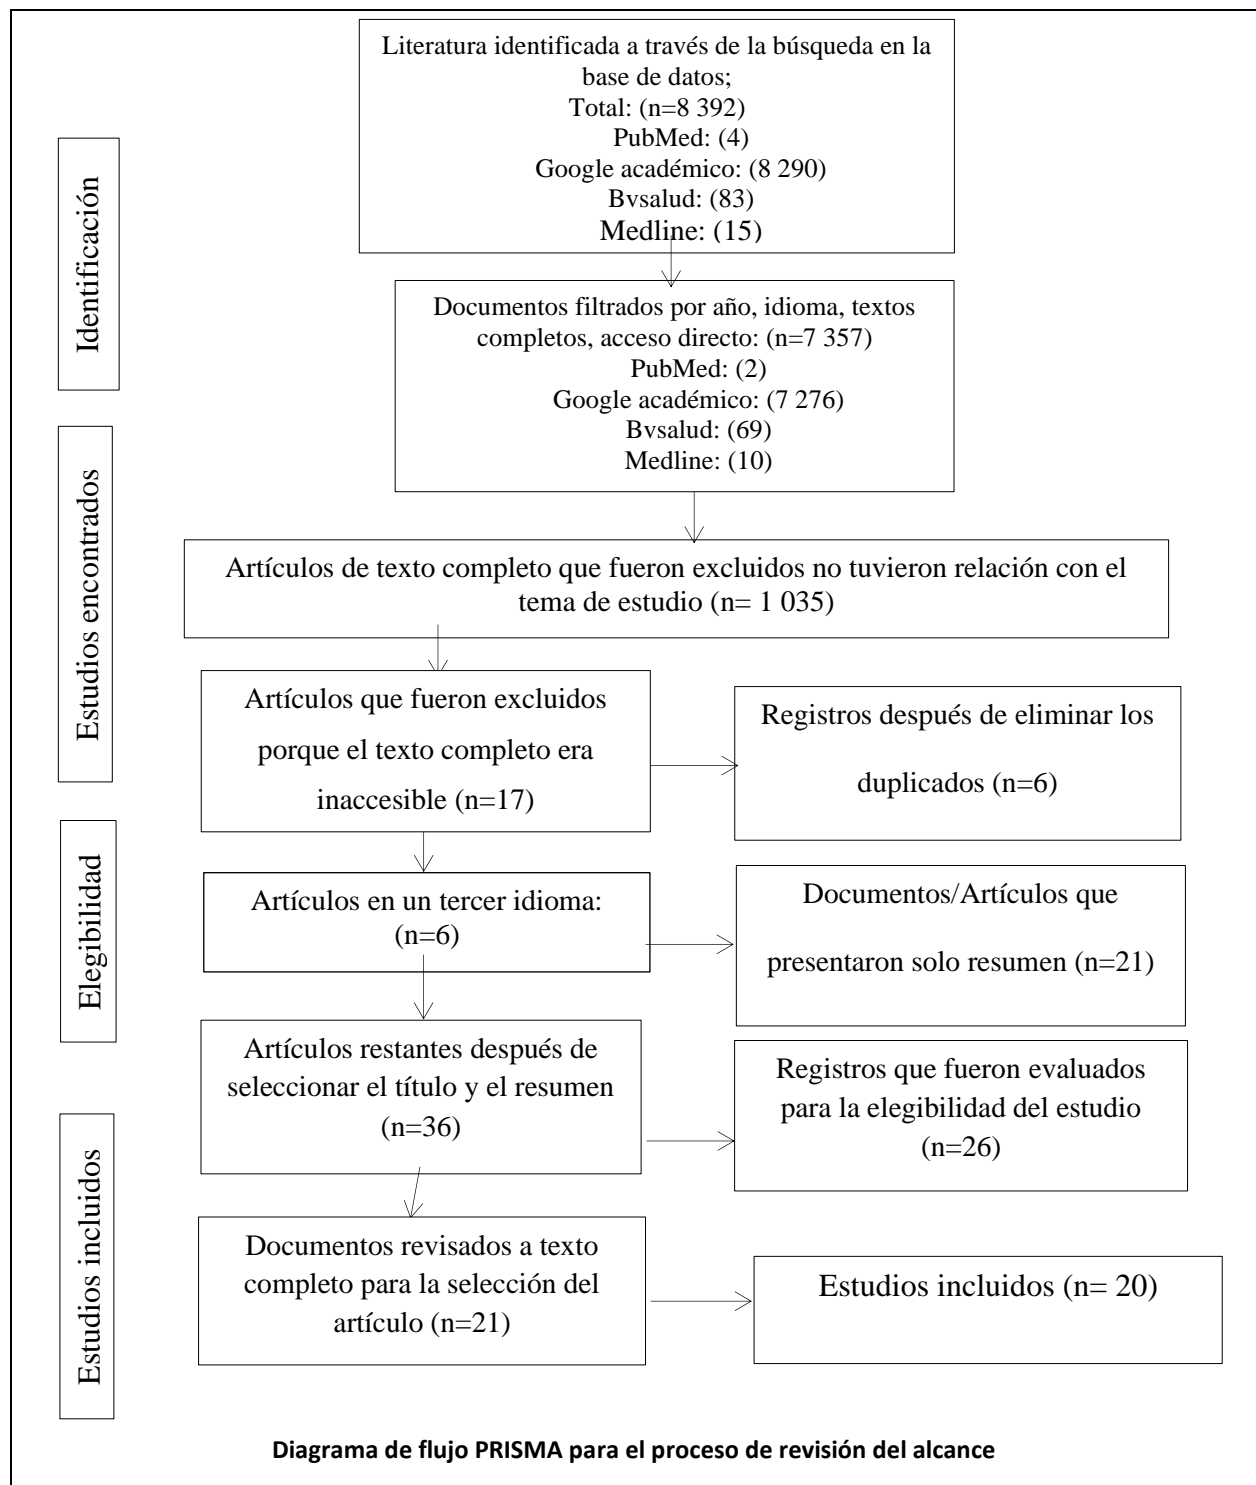 Literatura identificada a través de la búsqueda en la
base de datos;
Total: (n=8 392)
PubMed: (4)
Google académico: (8 290)
Bvsalud: (83)
Medline: (15)
Identificación
Documentos filtrados por año, idioma, textos
completos, acceso directo: (n=7 357)
PubMed: (2)
Google académico: (7 276)
Bvsalud: (69)
Medline: (10)
Estudios encontrados
Artículos de texto completo que fueron excluidos no tuvieron relación con el
tema de estudio (n= 1 035)
Artículos que fueron excluidos
porque el texto completo era
inaccesible (n=17)
Registros después de eliminar los
duplicados (n=6)
Elegibilidad
Artículos en un tercer idioma:
(n=6)
Documentos/Artículos que
presentaron solo resumen (n=21)
Artículos restantes después de
seleccionar el título y el resumen
(n=36)
Registros que fueron evaluados
para la elegibilidad del estudio
(n=26)
Estudios incluidos
Documentos revisados a texto
completo para la selección del
artículo (n=21)
Estudios incluidos (n= 20)
Diagrama de flujo PRISMA para el proceso de revisión del alcance